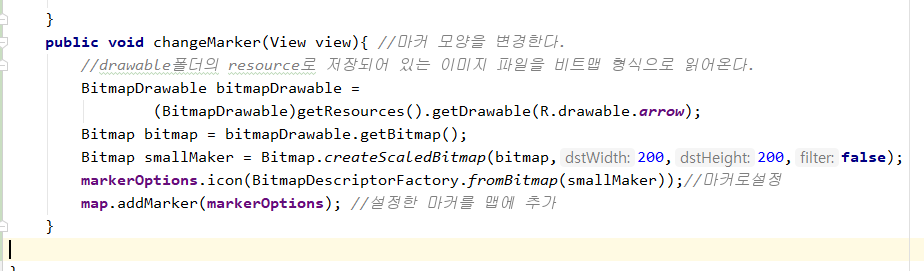 }
public void changeMarker(View view){ //마커 모양을 변경한다.
//drawable폴더의 resource로 저장되어 있는 이미지 파일을 비트맵 형식으로 읽어온다.
BitmapDrawable bitmapDrawable =
(BitmapDrawable)getResources().getDrawable(R.drawable.arrow);
Bitmap bitmap = bitmapDrawable.getBitmap();
Bitmap smallMaker = Bitmap.createScaledBitmap(bitmap, dstWidth: 200, dstHeight: 200, filter: false);
markerOptions.icon(BitmapDescriptorFactory.fromBitmap(smallMaker));//마커로설정
map.addMarker(markerOptions); //설정한 마커를 맵에 추가
}
}